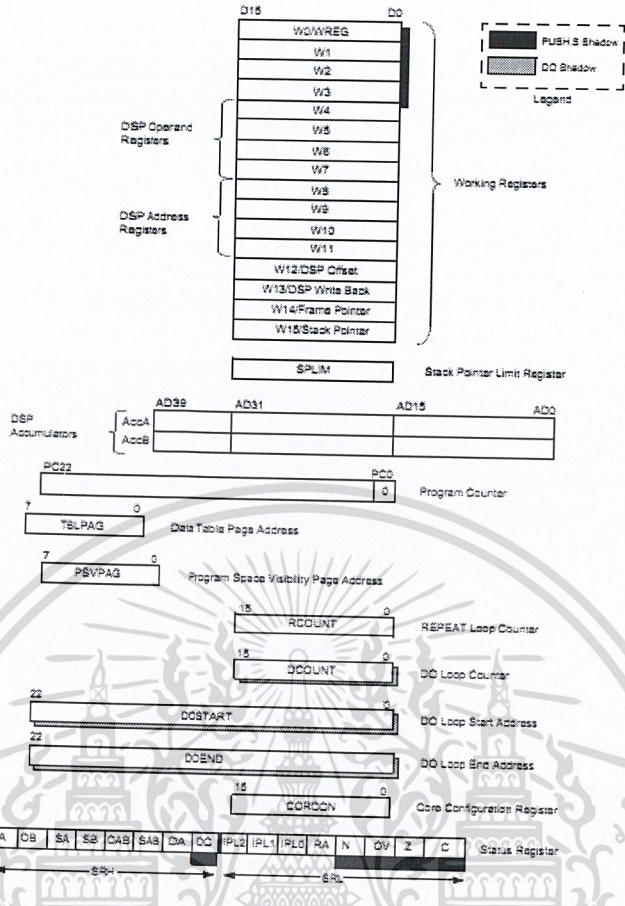 D15 D0
W0/WREG
W1
W2
W3
W4
W5
W6
W7
W8
W9
W10
W11
W12/DSP Offset
W13/DSP Write Back
W14/Frame Pointer
W15/Stack Pointer
PUSH.S Shadow
DO Shadow
Legend
DSP Operand
Registers
DSP Address
Registers
Working Registers
SPLIM Stack Pointer Limit Register
AD39 AD31 AD15 AD0
DSP
Accumulators
AccA
AccB
PC22 PC0
0 Program Counter
7 0
TBLPAG Data Table Page Address
7 0
PSVPAG Program Space Visibility Page Address
15 0
RCOUNT REPEAT Loop Counter
15 0
DCOUNT DO Loop Counter
22 0
DOSTART DO Loop Start Address
22 0
DOEND DO Loop End Address
15 0
CORCON Core Configuration Register
A OB SA SB OAB SAB DA DC IPL2 IPL1 IPL0 RA N OV Z C Status Register
SRH SRL